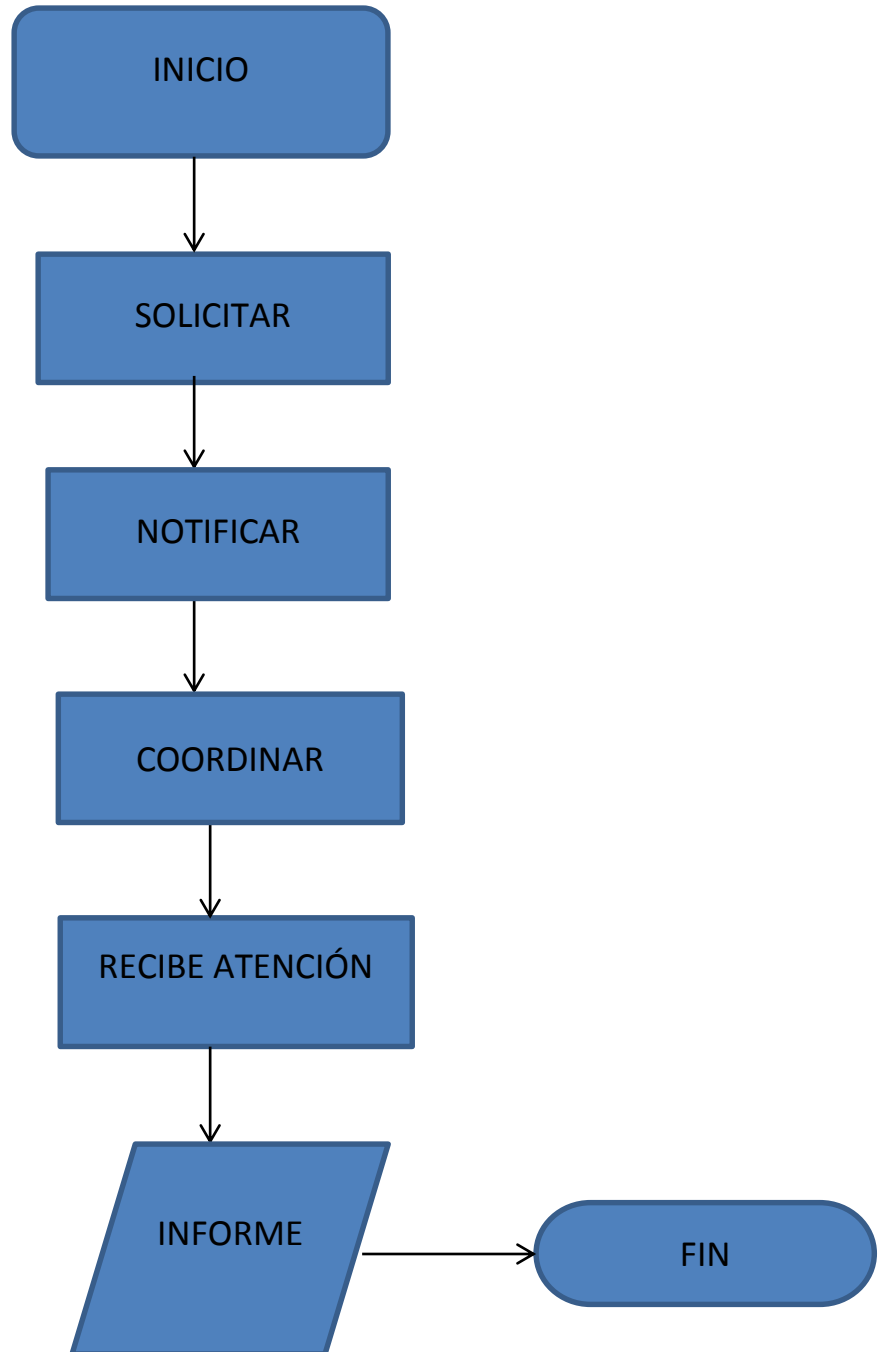 INICIO
SOLICITAR
NOTIFICAR
COORDINAR
RECIBE ATENCIÓN
INFORME
FIN